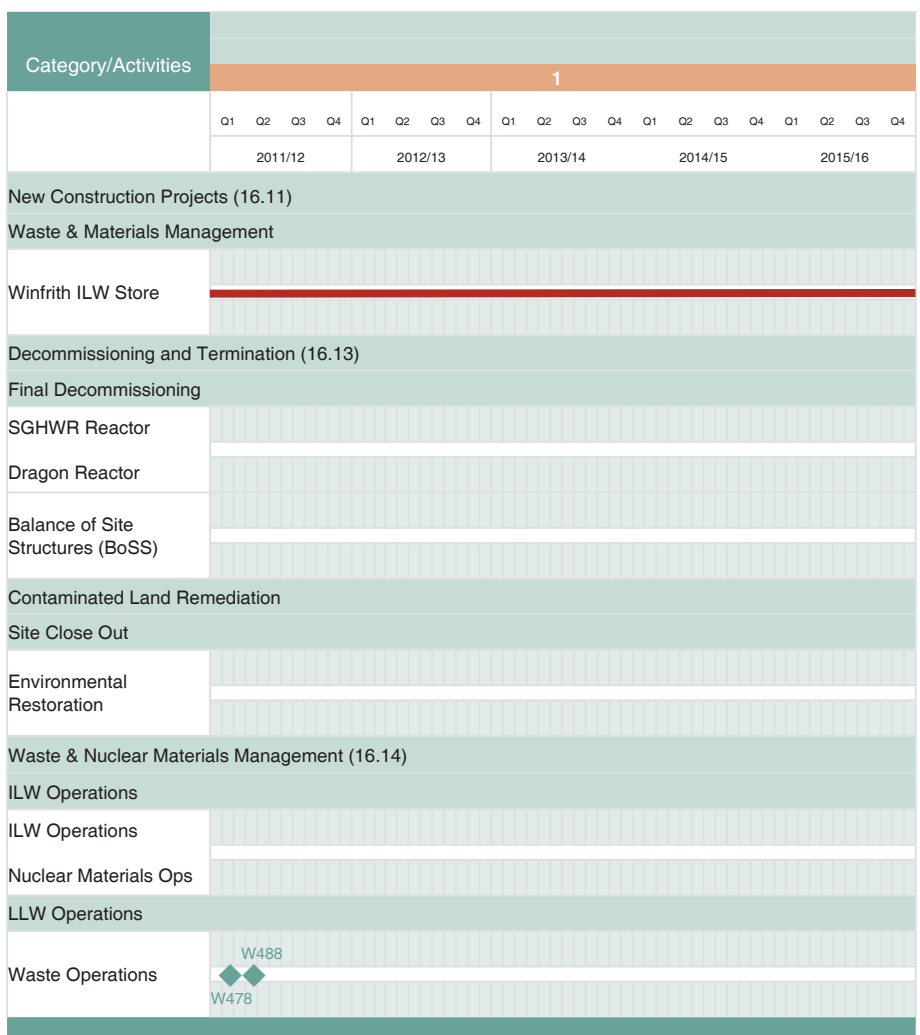 Category/Activities
1
Q1 Q2 Q3 Q4 Q1 Q2 Q3 Q4 Q1 Q2 Q3 Q4 Q1 Q2 Q3 Q4 Q1 Q2 Q3 Q4
2011/12 2012/13 2013/14 2014/15 2015/16
New Construction Projects (16.11)
Waste & Materials Management
Winfrith ILW Store
Decommissioning and Termination (16.13)
Final Decommissioning
SGHWR Reactor
Dragon Reactor
Balance of Site
Structures (BoSS)
Contaminated Land Remediation
Site Close Out
Environmental
Restoration
Waste & Nuclear Materials Management (16.14)
ILW Operations
ILW Operations
Nuclear Materials Ops
LLW Operations
W488
Waste Operations
W478